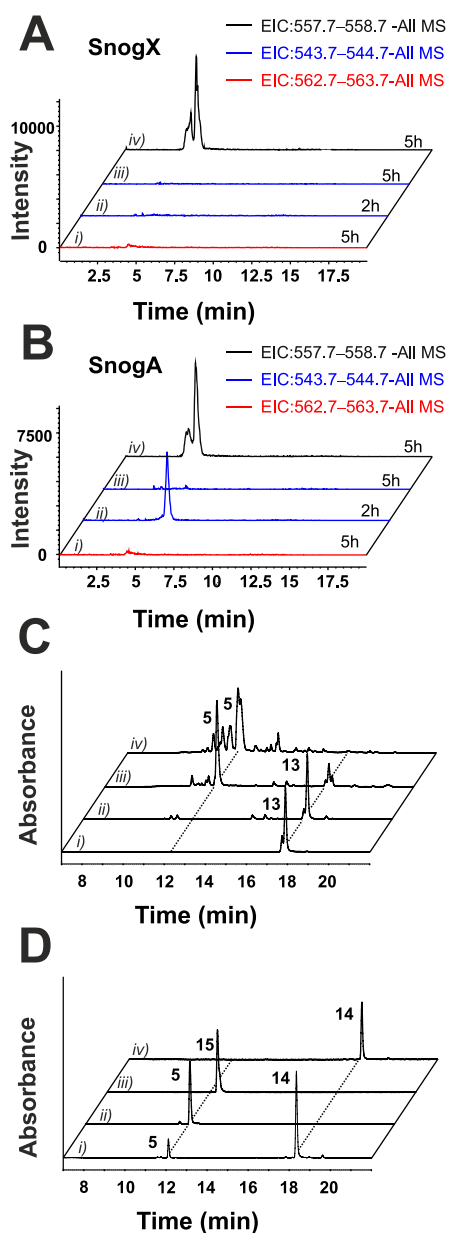 A
SnogX
EIC:557.7–558.7 -All MS
EIC:543.7–544.7-All MS
EIC:562.7–563.7-All MS
10000
0
Intensity
iv)
5h
iii)
5h
ii)
2h
i)
5h
2.5 5 7.5 10 12.5 15 17.5
Time (min)
B
SnogA
EIC:557.7–558.7-All MS
EIC:543.7–544.7-All MS
EIC:562.7–563.7-All MS
7500
0
Intensity
iv)
5h
iii)
5h
ii)
2h
i)
5h
2.5 5 7.5 10 12.5 15 17.5
Time (min)
C
Absorbance
5 5
iv)
13
iii)
13
ii)
i)
8 10 12 14 16 18 20
Time (min)
D
Absorbance
14
iv)
15
5 14
iii)
ii)
5
i)
8 10 12 14 16 18 20
Time (min)